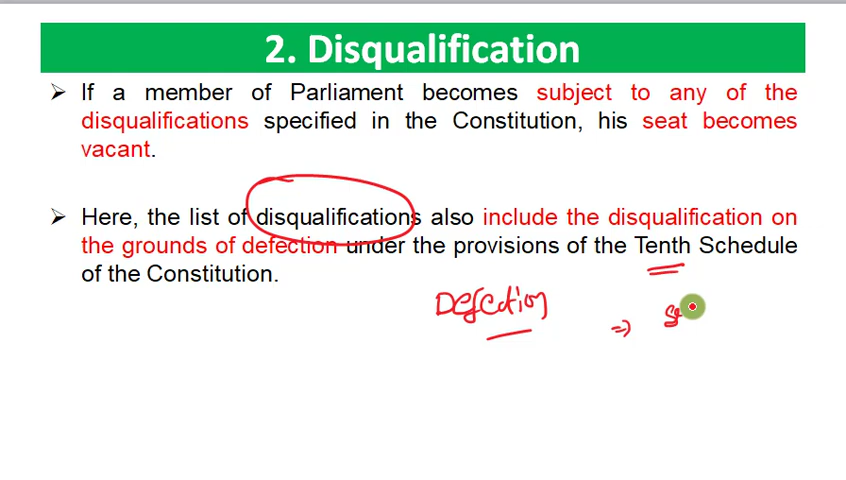 2. Disqualification
➢ If a member of Parliament becomes subject to any of the
disqualifications specified in the Constitution, his seat becomes
vacant.
➢ Here, the list of disqualifications also include the disqualification on
the grounds of defection under the provisions of the Tenth Schedule
of the Constitution.
Defection
⇒